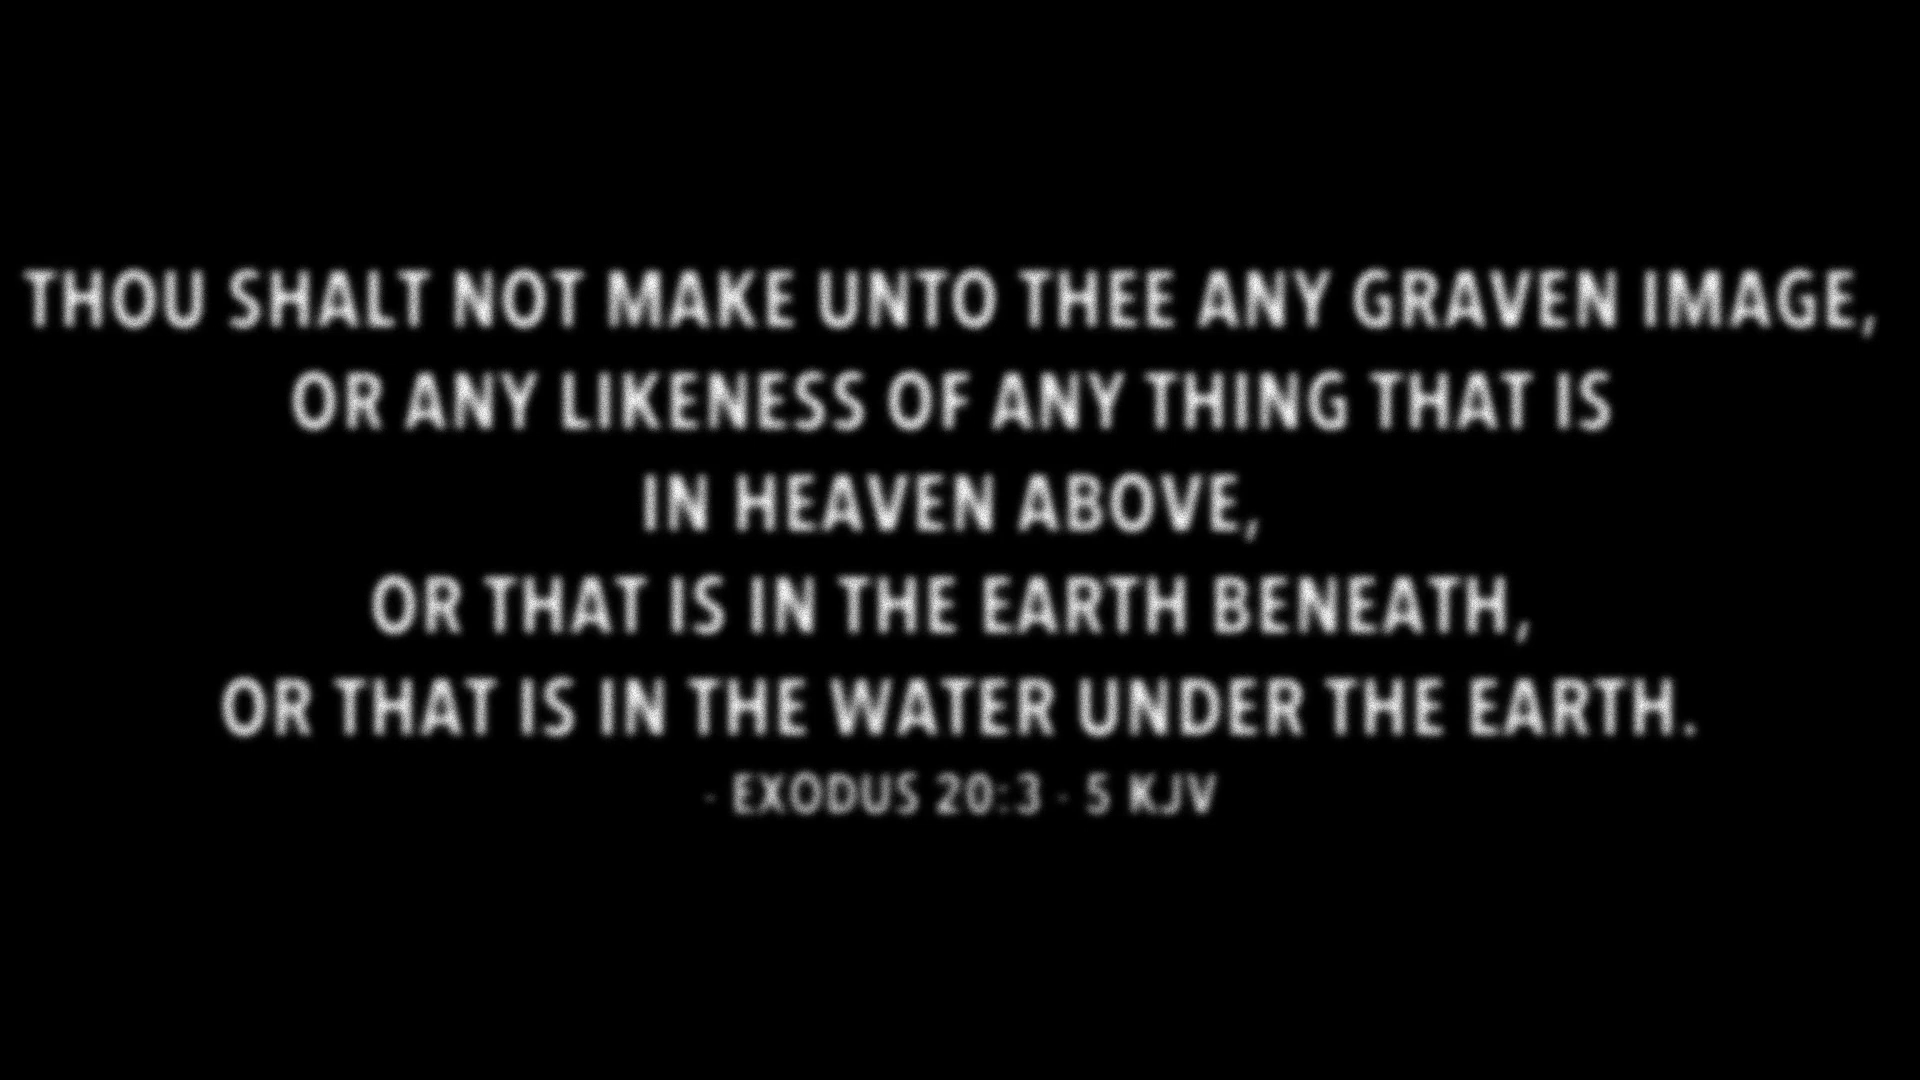 THOU SHALT NOT MAKE UNTO THEE ANY GRAVEN IMAGE,
OR ANY LIKENESS OF ANY THING THAT IS
IN HEAVEN ABOVE,
OR THAT IS IN THE EARTH BENEATH,
OR THAT IS IN THE WATER UNDER THE EARTH.
- EXODUS 20:3 - 5 KJV